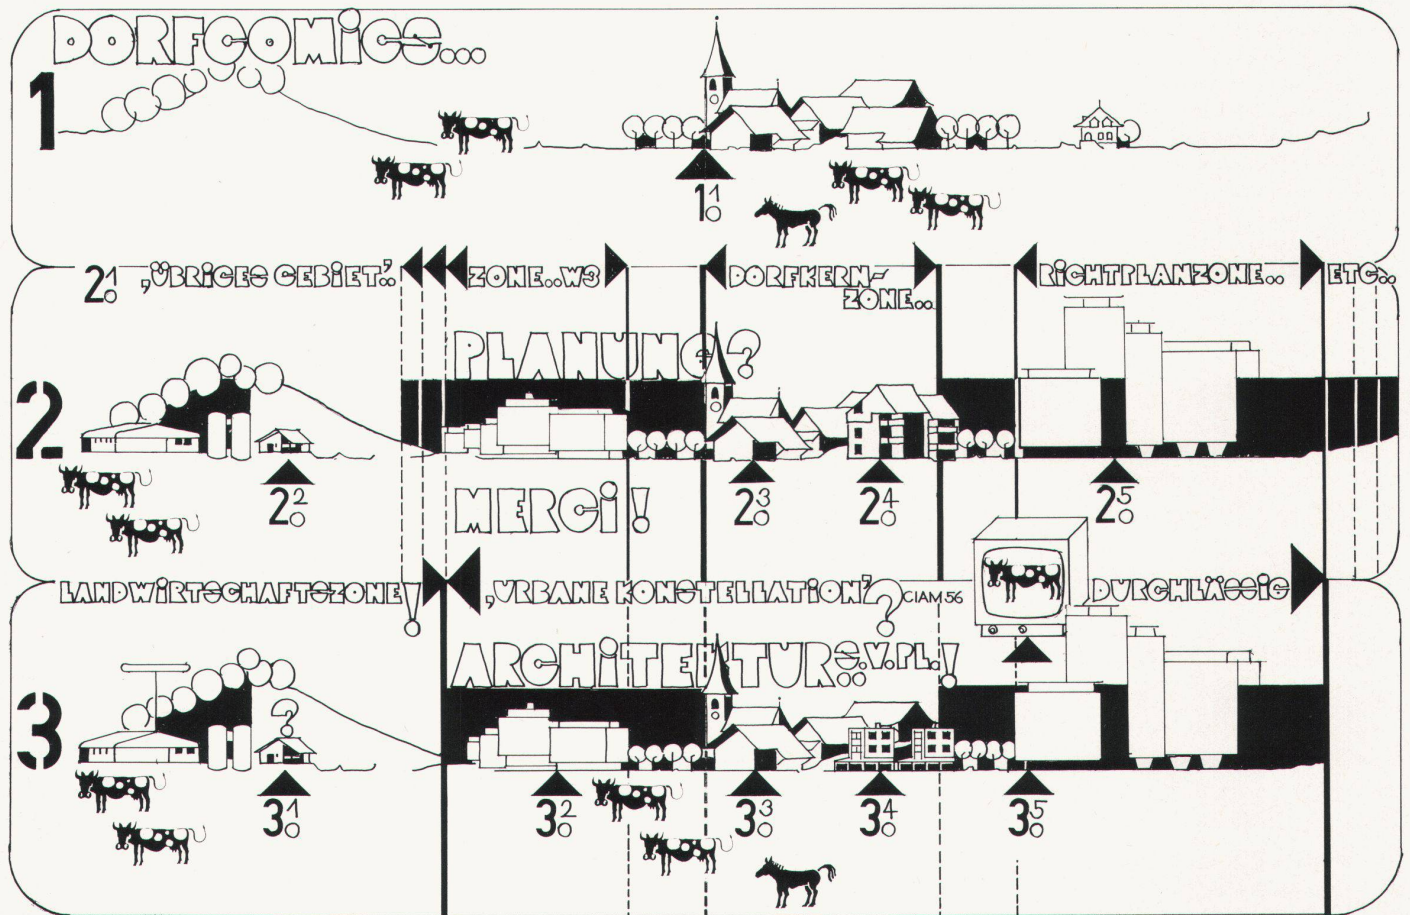 DORFCOMICS...
1
1.1
2.1 ‚ÜBRIGES GEBIET'.. ZONE..W3 DORFKERN-
ZONE.. RICHTPLANZONE.. ETC..
PLANUNG?
2
2.2 MERCI! 2.3 2.4 2.5
LANDWIRTSCHAFTSZONE! ‚URBANE KONSTELLATION'? CIAM 56 DURCHLÄSSIG
ARCHITEKTUR..S.V.PL.!
3
?
3.1 3.2 3.3 3.4 3.5